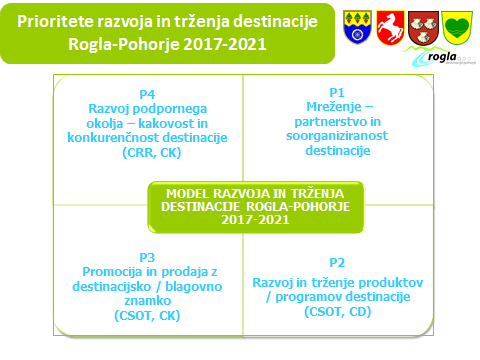 Prioritete razvoja in trženja destinacije
Rogla-Pohorje 2017-2021
rogla
P4
Razvoj podpornega
okolja – kakovost in
konkurenčnost destinacije
(CRR, CK)
P1
Mreženje –
partnerstvo in
soorganiziranost
destinacije
MODEL RAZVOJA IN TRŽENJA
DESTINACIJE ROGLA-POHORJE
2017-2021
P3
Promocija in prodaja z
destinacijsko / blagovno
znamko
(CSOT, CK)
P2
Razvoj in trženje produktov
/ programov destinacije
(CSOT, CD)